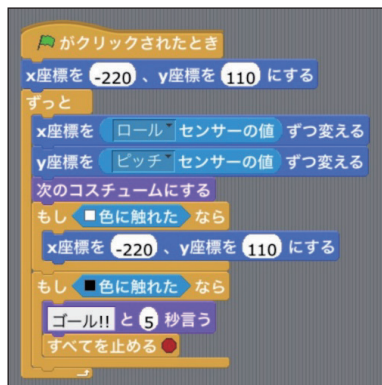 がクリックされたとき
x座標を -220 、y座標を 110 にする
ずっと
x座標を ロール センサーの値 ずつ変える
y座標を ピッチ センサーの値 ずつ変える
次のコスチュームにする
もし 色に触れた なら
x座標を -220 、y座標を 110 にする
もし 色に触れた なら
ゴール!! と 5 秒言う
すべてを止める